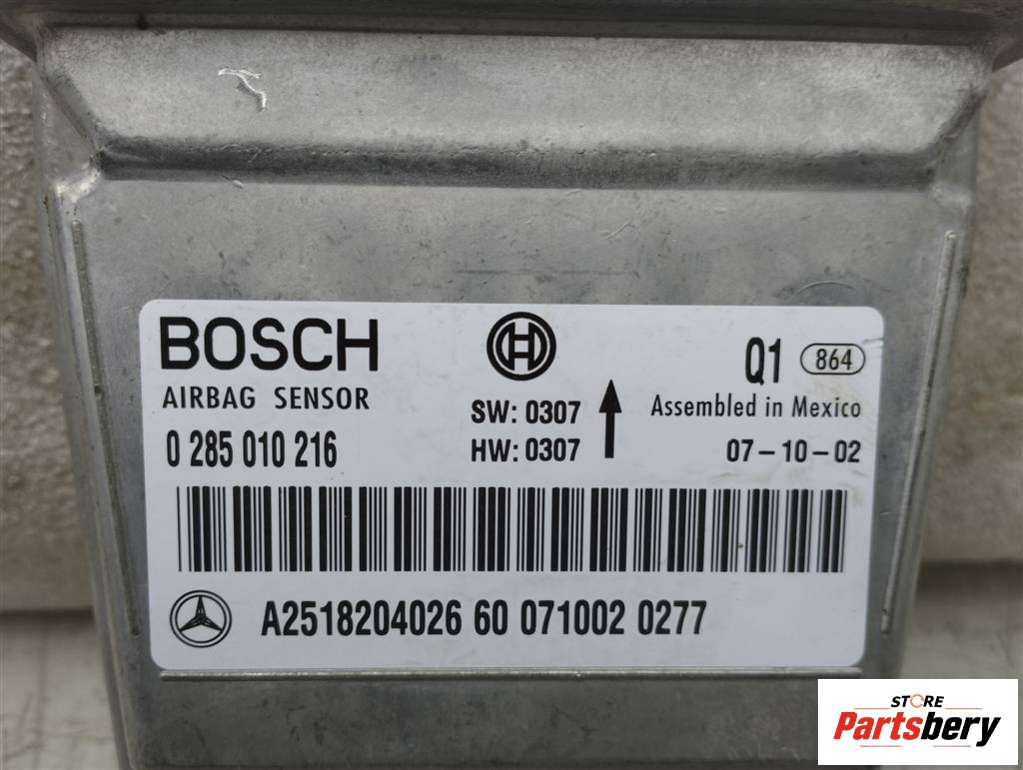 BOSCH
Q1 864
AIRBAG SENSOR
SW: 0307
Assembled in Mexico
0 285 010 216
HW: 0307
07-10-02
A2518204026 60 071002 0277
STORE
Partsbery